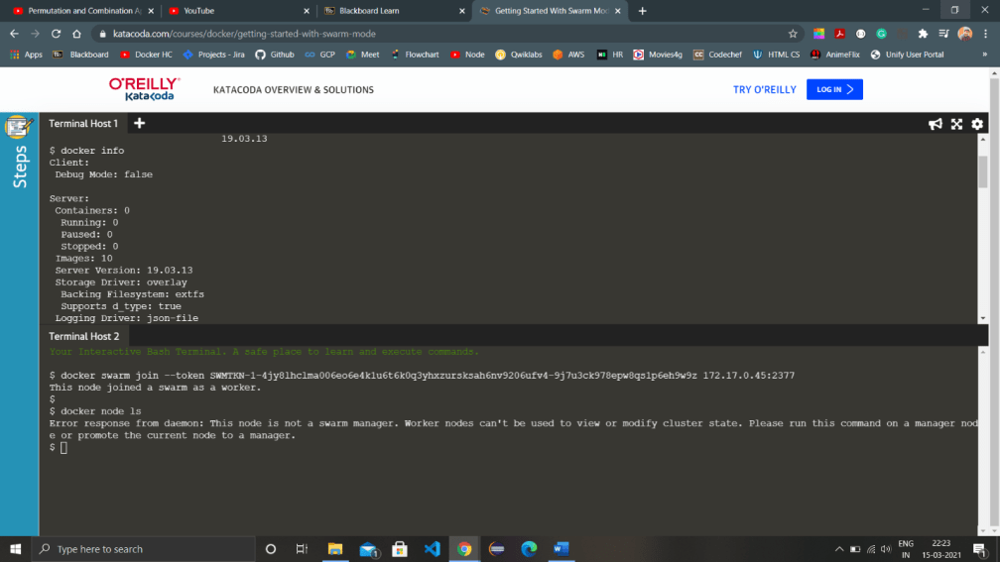 Permutation and Combination Ap
YouTube
Blackboard Learn
Getting Started With Swarm Mod
katacoda.com/courses/docker/getting-started-with-swarm-mode
Apps
Blackboard
Docker HC
Projects - Jira
Github
GCP
Meet
Flowchart
Node
Qwiklabs
AWS
HR
Movies4g
Codechef
HTML CS
AnimeFlix
Unify User Portal
»
O'REILLY
Katacoda
KATACODA OVERVIEW & SOLUTIONS
TRY O'REILLY
LOG IN
Steps
Terminal Host 1
19.03.13
$ docker info
Client:
Debug Mode: false
Server:
Containers: 0
Running: 0
Paused: 0
Stopped: 0
Images: 10
Server Version: 19.03.13
Storage Driver: overlay
Backing Filesystem: extfs
Supports d_type: true
Logging Driver: json-file
Terminal Host 2
Your Interactive Bash Terminal. A safe place to learn and execute commands.
$ docker swarm join --token 172.17.0.45:2377
This node joined a swarm as a worker.
$
$ docker node ls
Error response from daemon: This node is not a swarm manager. Worker nodes can't be used to view or modify cluster state. Please run this command on a manager nod
e or promote the current node to a manager.
$
Type here to search
1
ENG
IN
22:23
15-03-2021
1